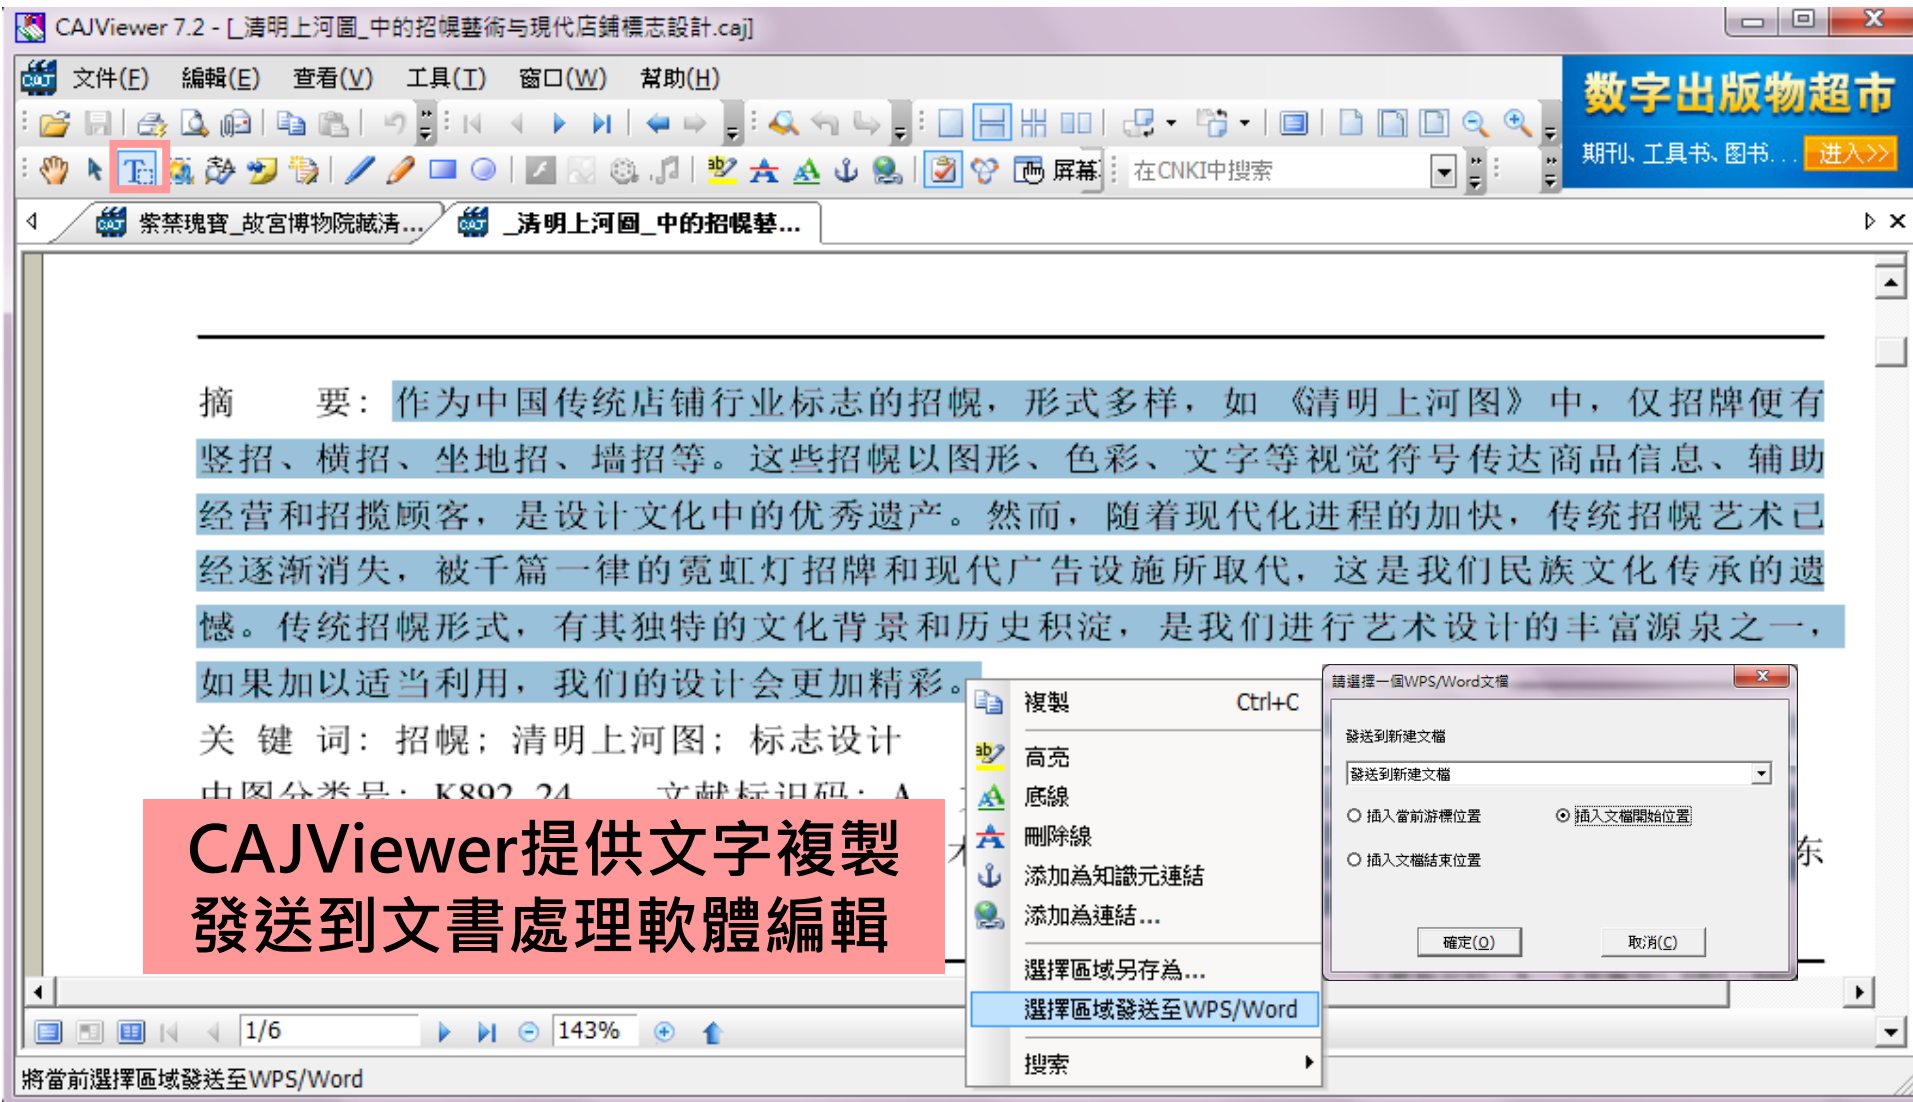 CAJViewer 7.2 - [_清明上河圖_中的招幌藝術与現代店鋪標志設計.caj]
文件(F) 編輯(E) 查看(V) 工具(T) 窗口(W) 幫助(H)
数字出版物超市
期刊、工具书、图书... 进入>>
屏幕 在CNKI中搜索
紫禁瑰寶_故宮博物院藏清... _清明上河圖_中的招幌藝...
摘 要：作为中国传统店铺行业标志的招幌，形式多样，如《清明上河图》中，仅招牌便有
竖招、横招、坐地招、墙招等。这些招幌以图形、色彩、文字等视觉符号传达商品信息、辅助
经营和招揽顾客，是设计文化中的优秀遗产。然而，随着现代化进程的加快，传统招幌艺术已
经逐渐消失，被千篇一律的霓虹灯招牌和现代广告设施所取代，这是我们民族文化传承的遗
憾。传统招幌形式，有其独特的文化背景和历史积淀，是我们进行艺术设计的丰富源泉之一，
如果加以适当利用，我们的设计会更加精彩。
关 键 词：招幌；清明上河图；标志设计
中图分类号：K892.24 文献标识码：A
东
CAJViewer提供文字複製
發送到文書處理軟體編輯
複製 Ctrl+C
高亮
底線
刪除線
添加為知識元連結
添加為連結...
選擇區域另存為...
選擇區域發送至WPS/Word
搜索
請選擇一個WPS/Word文檔
發送到新建文檔
發送到新建文檔
插入當前游標位置 插入文檔開始位置
插入文檔結束位置
確定(O) 取消(C)
1/6 143%
將當前選擇區域發送至WPS/Word